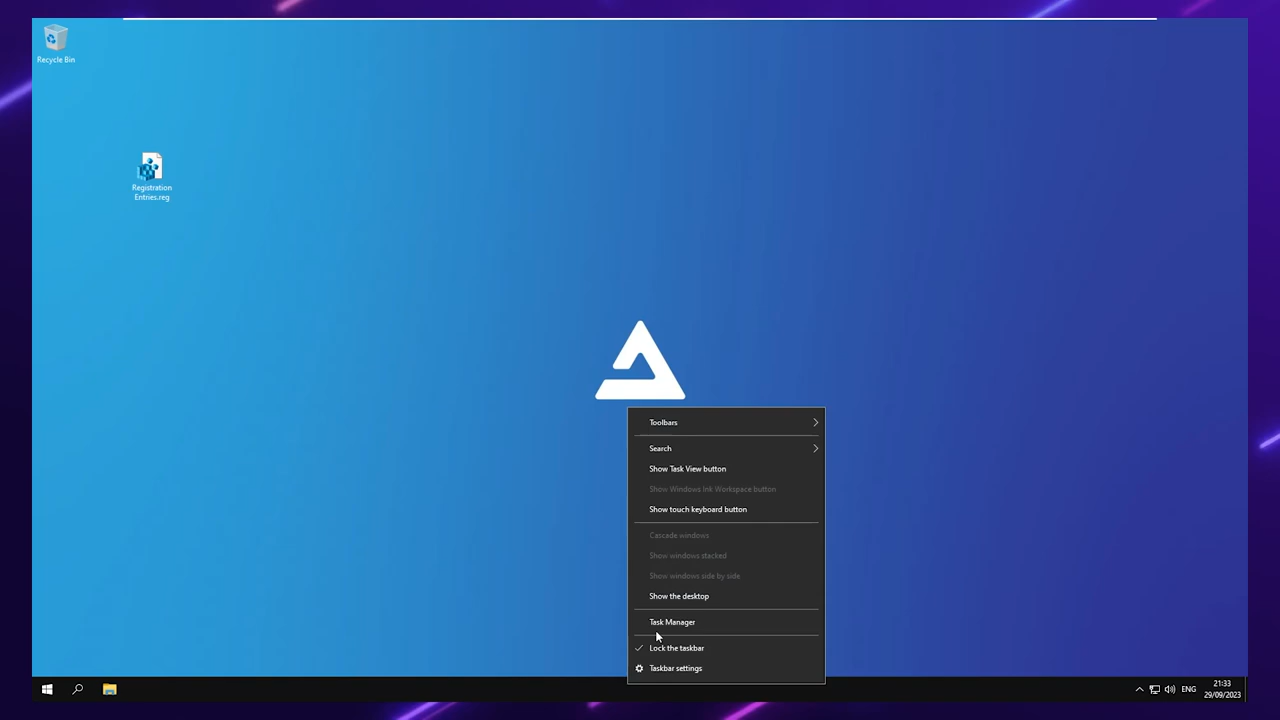 Recycle Bin
Registration
Entries.reg
Toolbars
Search
Show Task View button
Show Windows Ink Workspace button
Show touch keyboard button
Cascade windows
Show windows stacked
Show windows side by side
Show the desktop
Task Manager
Lock the taskbar
Taskbar settings
ENG
21:33
29/09/2023